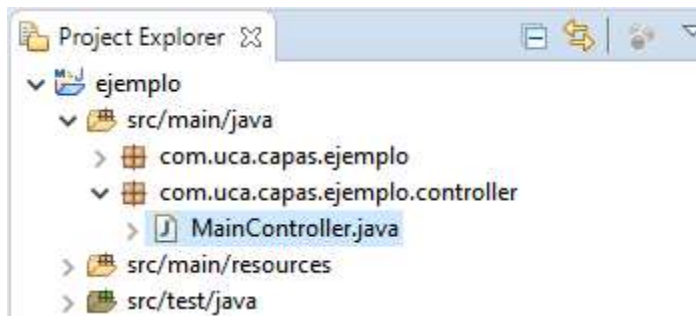 Project Explorer
ejemplo
src/main/java
com.uca.capas.ejemplo
com.uca.capas.ejemplo.controller
MainController.java
src/main/resources
src/test/java